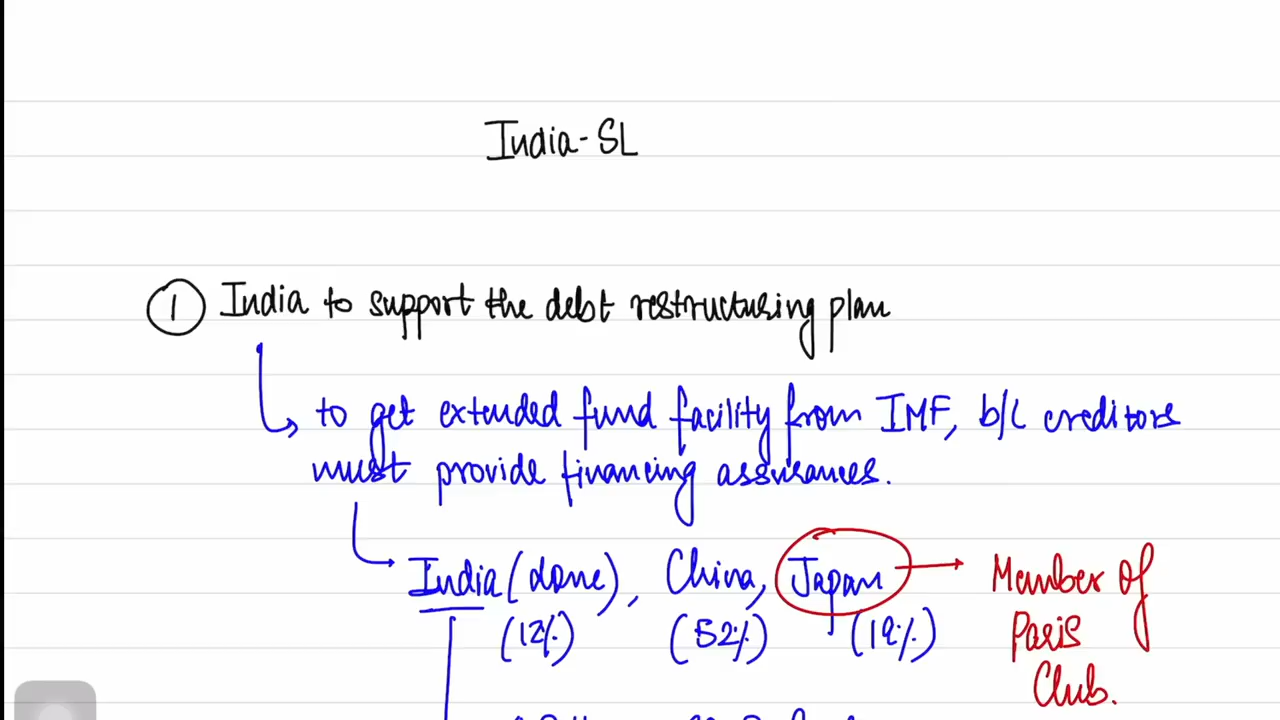 India-SL
① India to support the debt restructuring plan
to get extended fund facility from IMF, b/L creditors
must provide financing assurances.
India (done), China, Japan → Member of
(12%) (52%) (19%) Paris
Club.